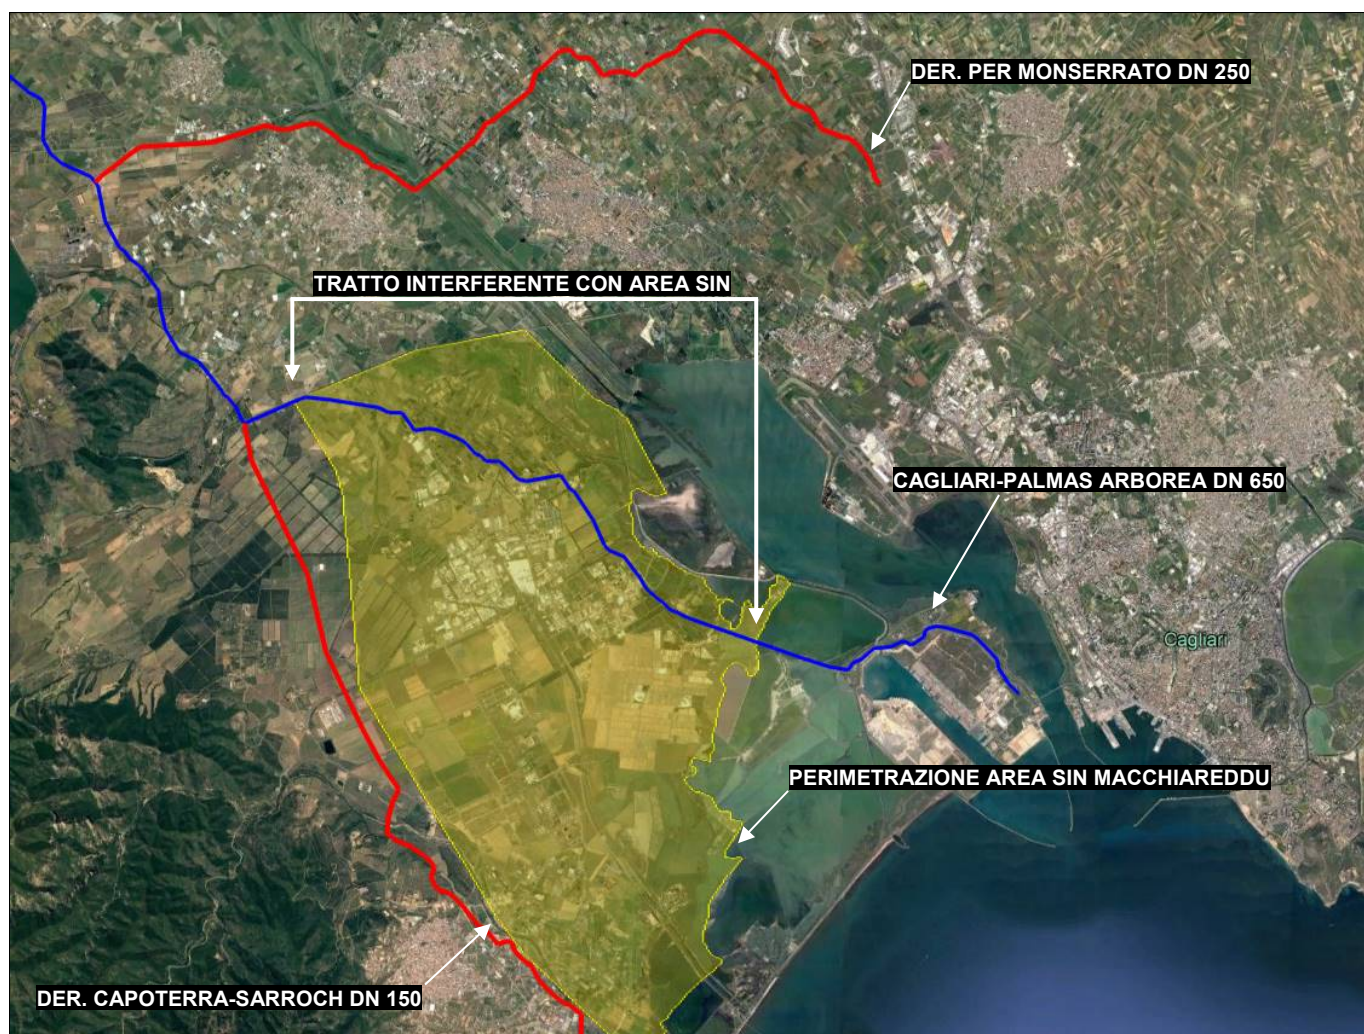 DER. PER MONSERRATO DN 250
TRATTO INTERFERENTE CON AREA SIN
CAGLIARI-PALMAS ARBOREA DN 650
Cagliari
PERIMETRAZIONE AREA SIN MACCHIAREDDU
DER. CAPOTERRA-SARROCH DN 150